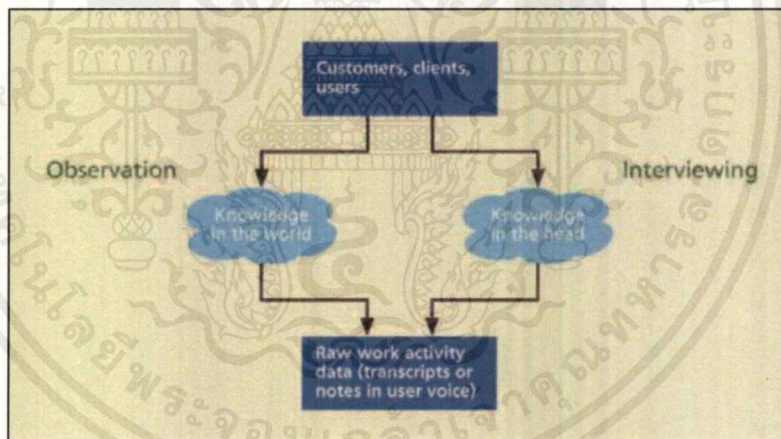 Customers, clients,
users
Observation
Interviewing
Knowledge
in the world
Knowledge
in the head
Raw work activity
data (transcripts or
notes in user voice)